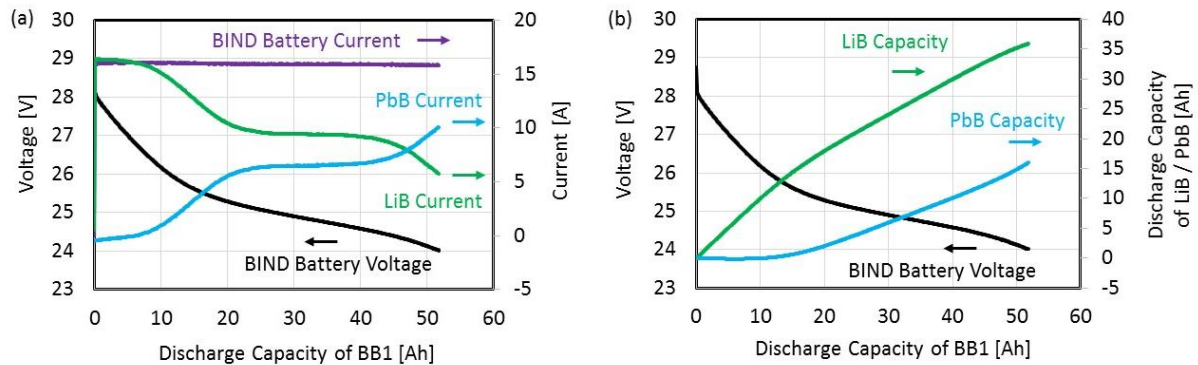 (a)
30
29
28
27
26
25
24
23
Voltage [V]
20
15
10
5
0
-5
Current [A]
BIND Battery Current
PbB Current
LiB Current
BIND Battery Voltage
0 10 20 30 40 50 60
Discharge Capacity of BB1 [Ah]
(b)
30
29
28
27
26
25
24
23
Voltage [V]
40
35
30
25
20
15
10
5
0
-5
Discharge Capacity
of LiB / PbB [Ah]
LiB Capacity
PbB Capacity
BIND Battery Voltage
0 10 20 30 40 50 60
Discharge Capacity of BB1 [Ah]